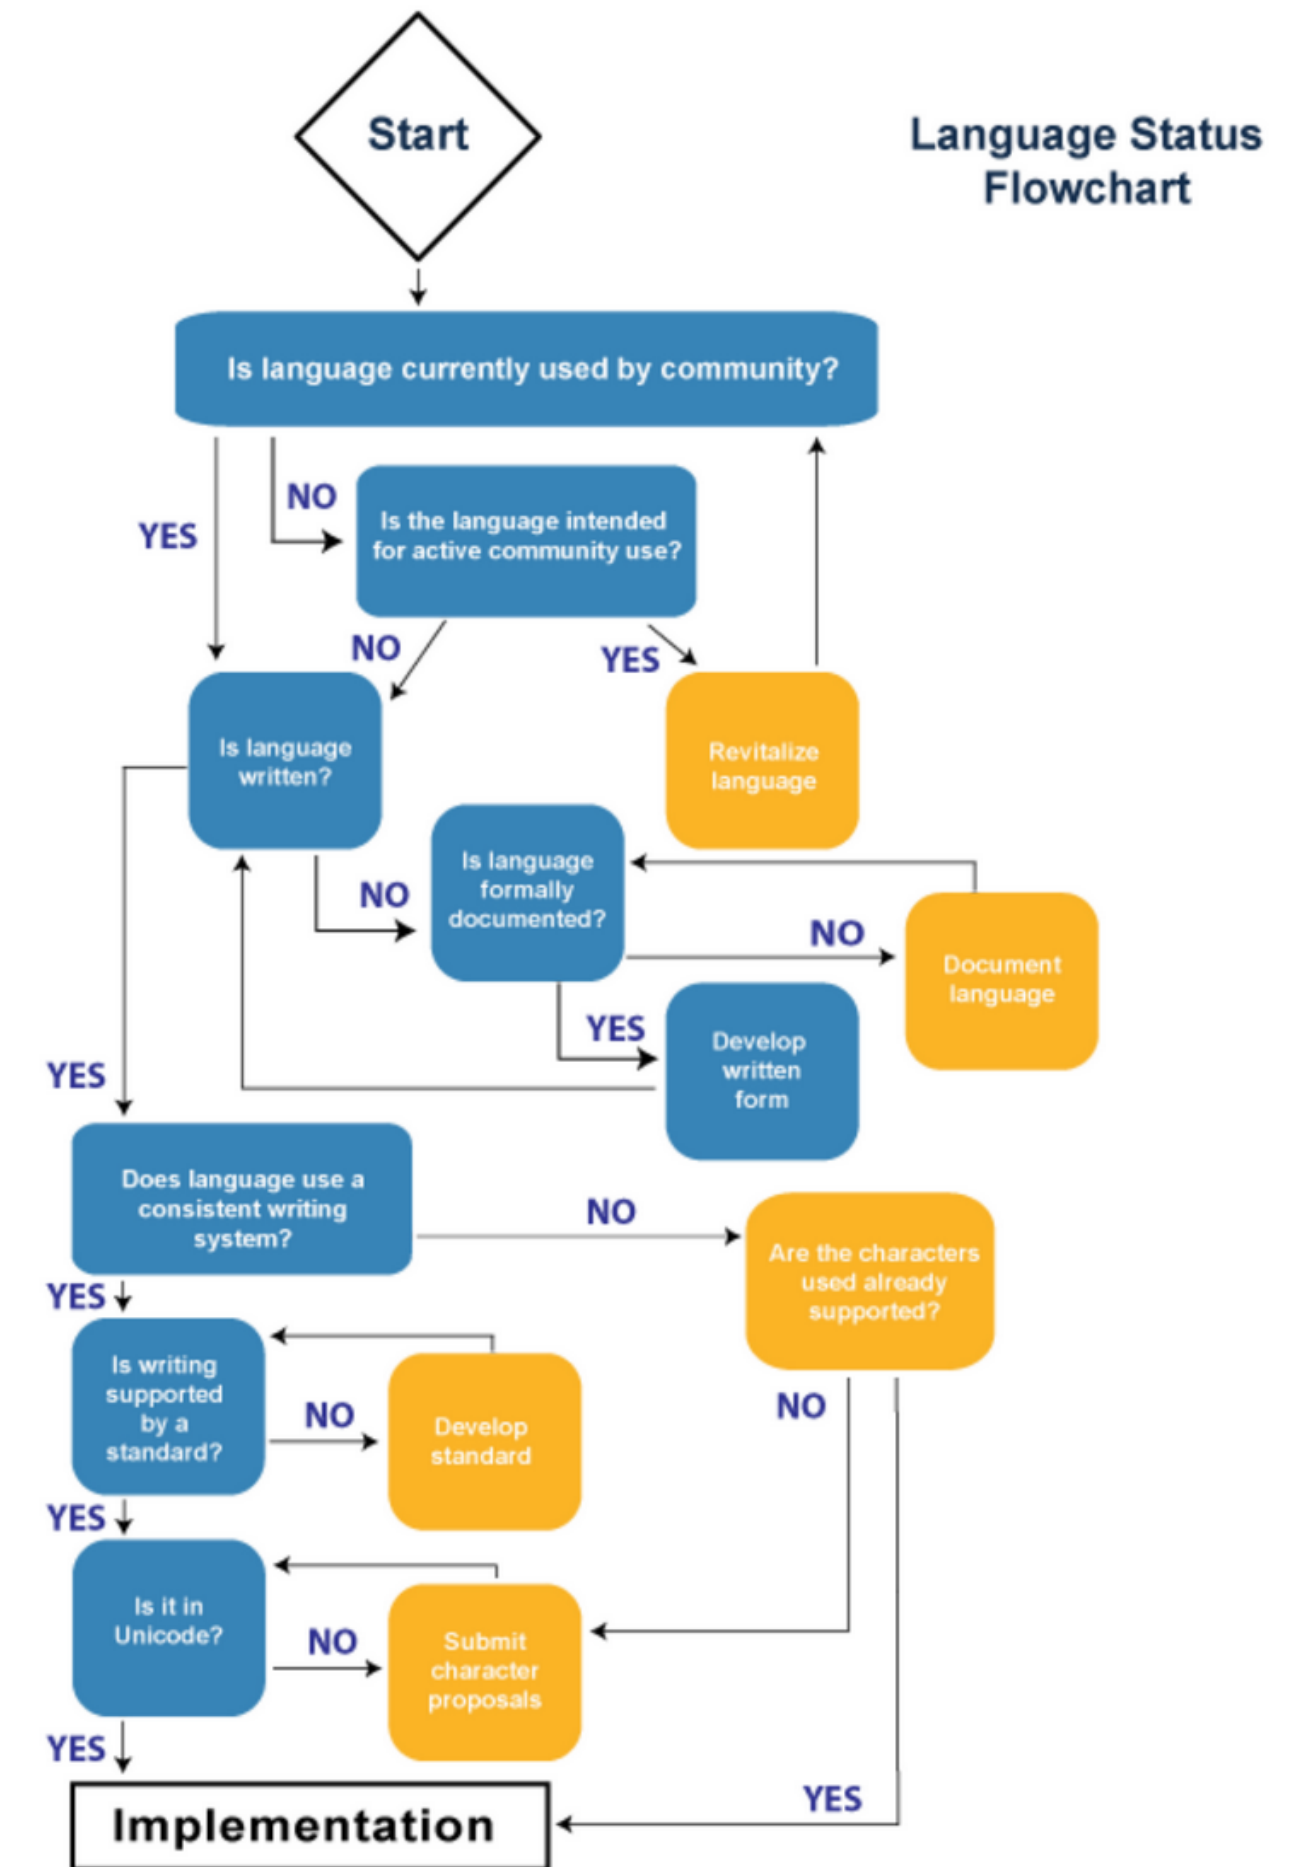 Start
Language Status
Flowchart
Is language currently used by community?
NO
YES
Is the language intended
for active community use?
NO
YES
Is language
written?
Revitalize
language
Is language
formally
documented?
NO
NO
Document
language
YES
Develop
written
form
YES
Does language use a
consistent writing
system?
NO
Are the characters
used already
supported?
YES
Is writing
supported
by a
standard?
NO
Develop
standard
NO
YES
Is it in
Unicode?
NO
Submit
character
proposals
YES
YES
Implementation